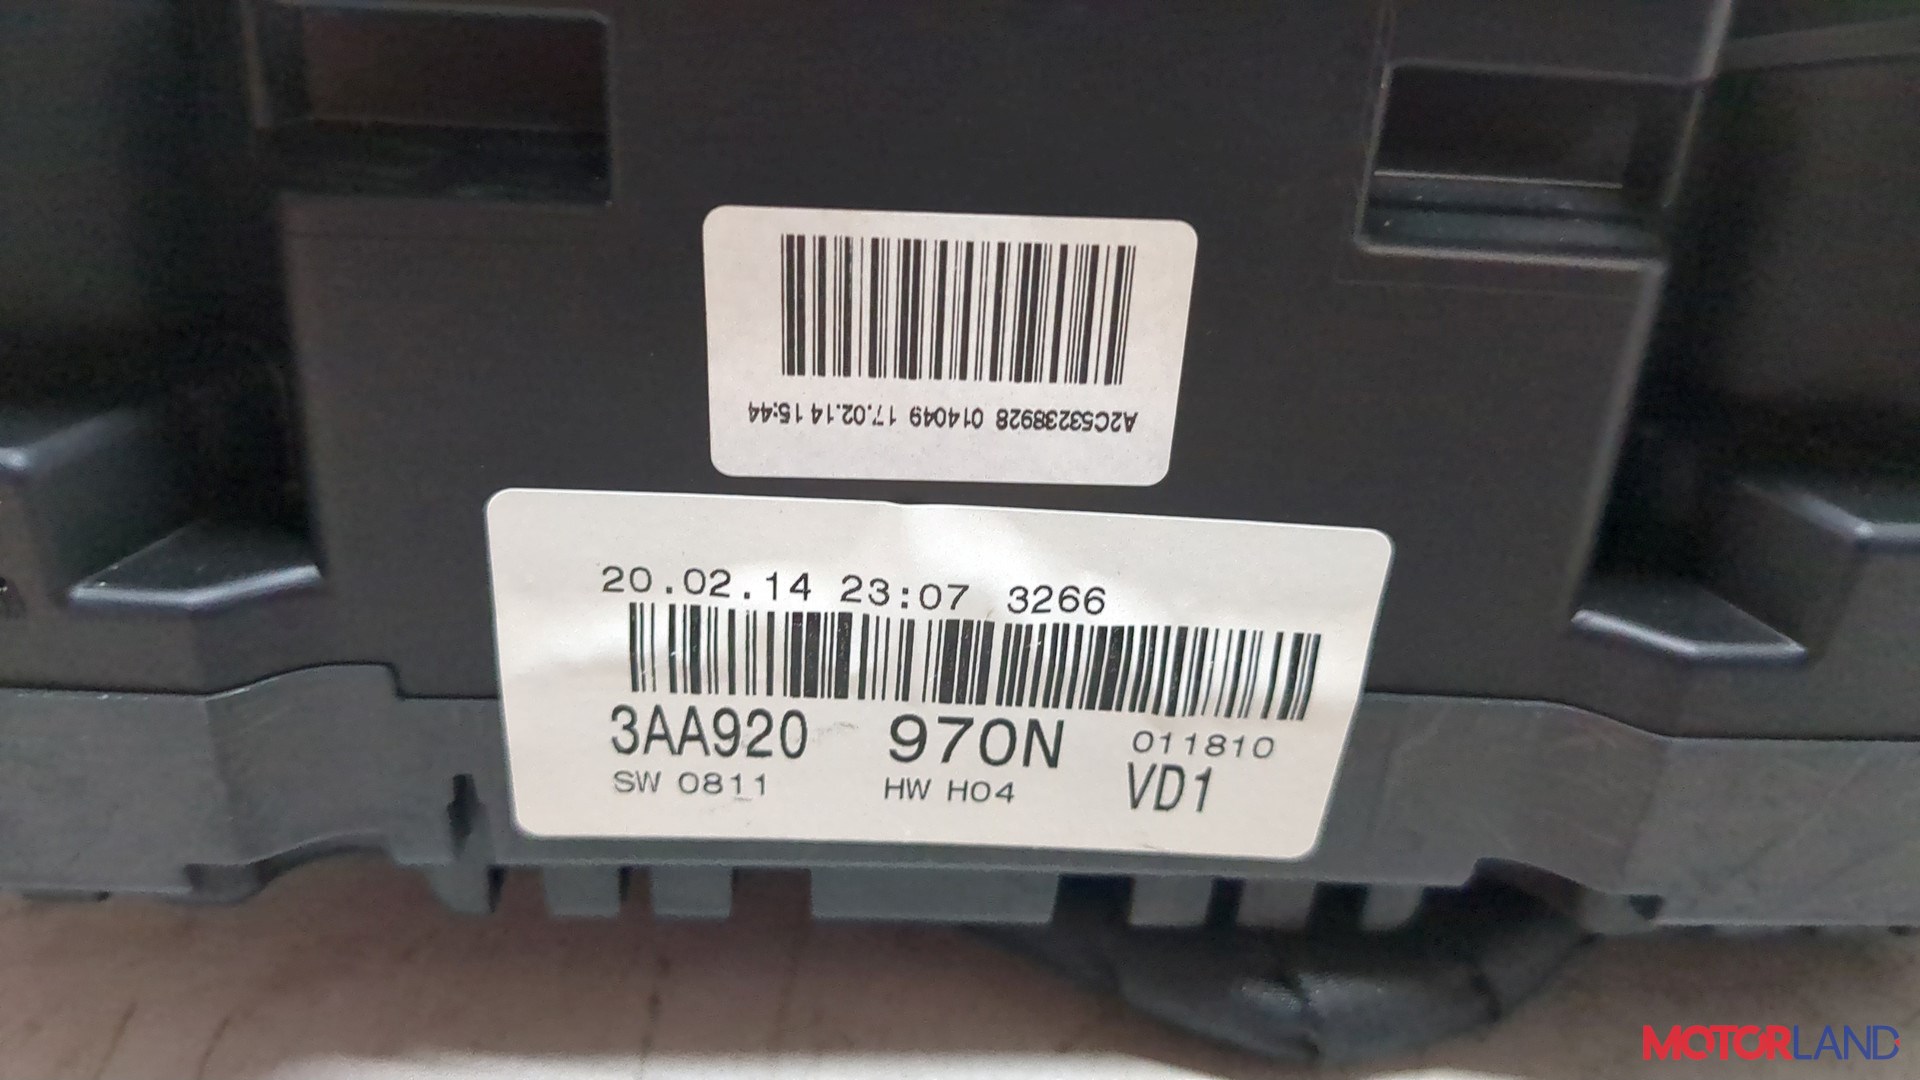 A2C53238928 014049 17.02.14 15:44
20.02.14 23:07 3266
3AA920 970N 011810
SW 0811 HW H04 VD1
MOTORLAND